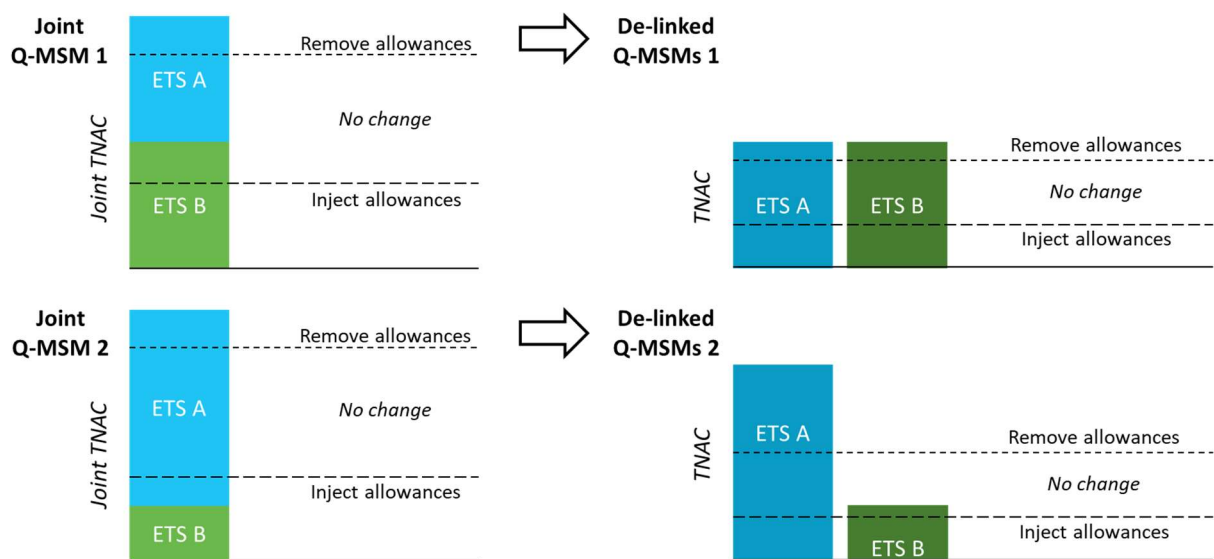 Joint
Q-MSM 1
Joint TNAC
ETS A
ETS B
Remove allowances
No change
Inject allowances
De-linked
Q-MSMs 1
TNAC
ETS A
ETS B
Remove allowances
No change
Inject allowances
Joint
Q-MSM 2
Joint TNAC
ETS A
ETS B
Remove allowances
No change
Inject allowances
De-linked
Q-MSMs 2
TNAC
ETS A
ETS B
Remove allowances
No change
Inject allowances